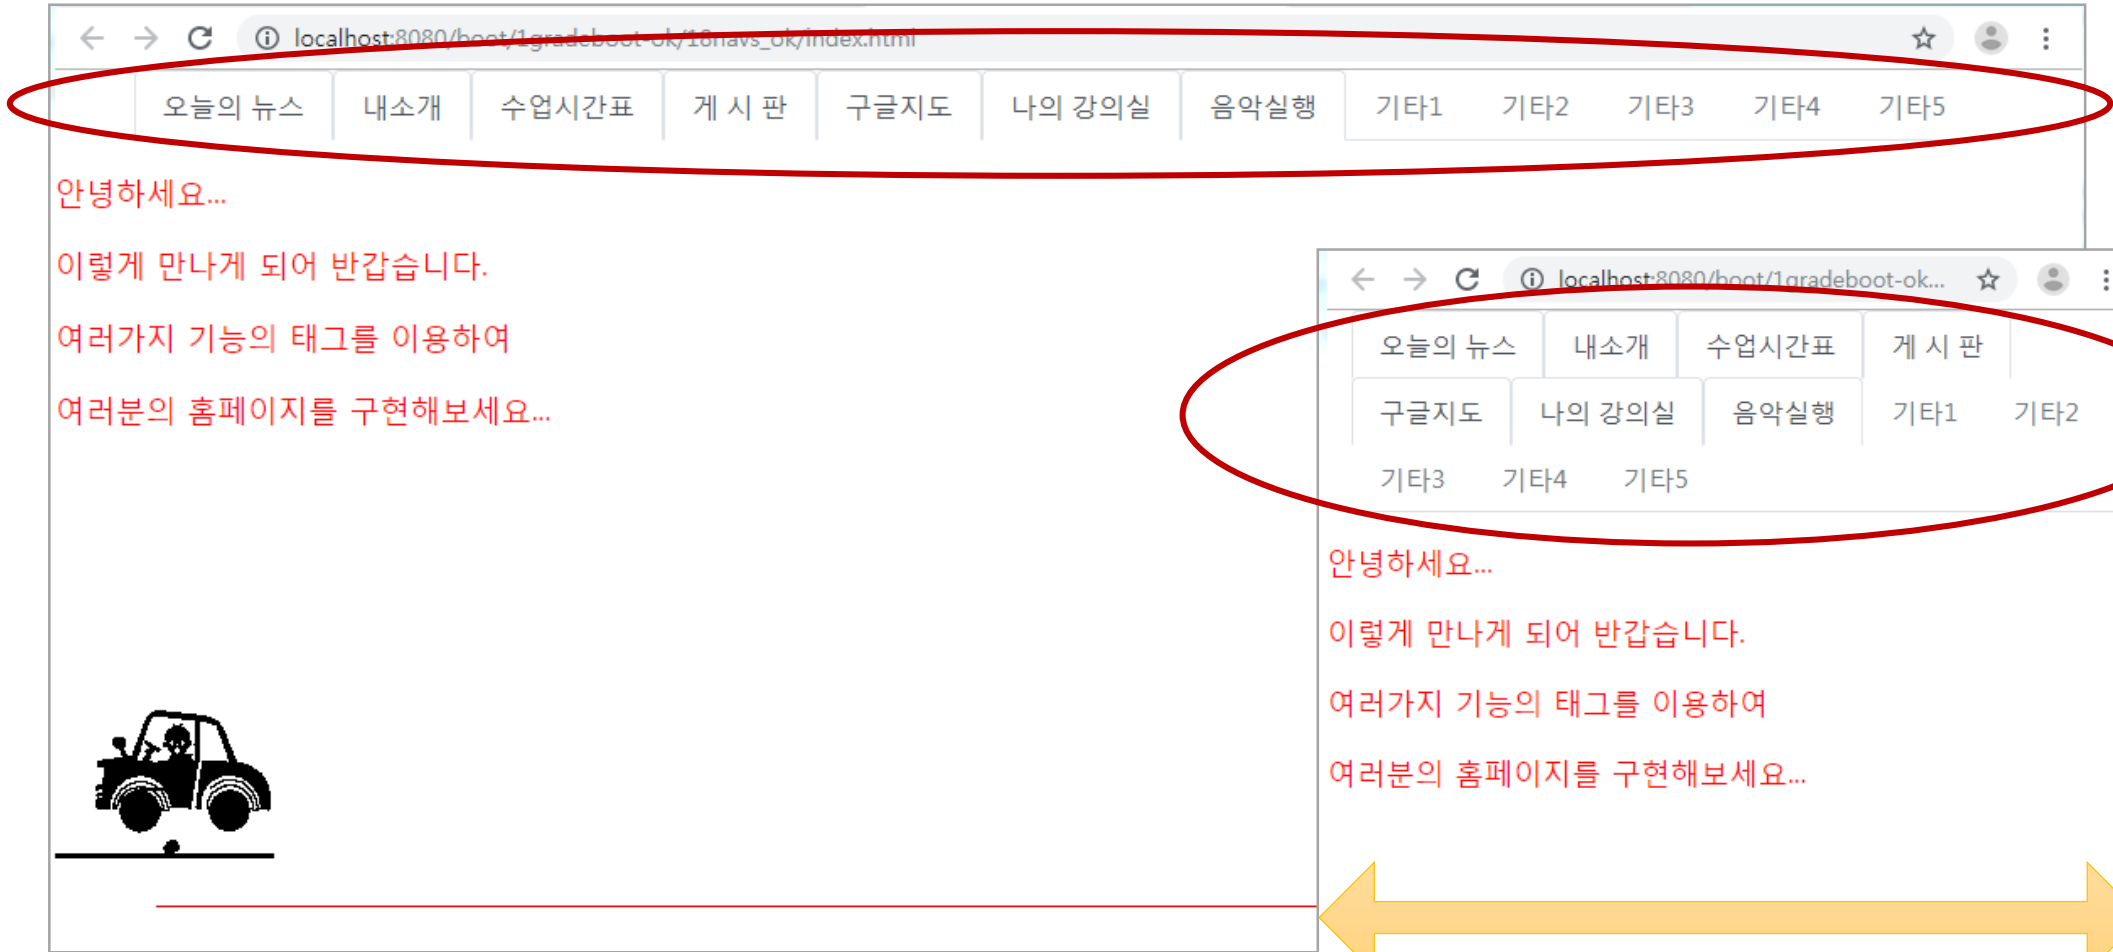 localhost:8080/boot/1gradeboot-ok/18navs_ok/index.html
오늘의 뉴스 내소개 수업시간표 게 시 판 구글지도 나의 강의실 음악실행 기타1 기타2 기타3 기타4 기타5
안녕하세요...
이렇게 만나게 되어 반갑습니다.
여러가지 기능의 태그를 이용하여
여러분의 홈페이지를 구현해보세요...
localhost:8080/boot/1gradeboot-ok...
오늘의 뉴스 내소개 수업시간표 게 시 판
구글지도 나의 강의실 음악실행 기타1 기타2
기타3 기타4 기타5
안녕하세요...
이렇게 만나게 되어 반갑습니다.
여러가지 기능의 태그를 이용하여
여러분의 홈페이지를 구현해보세요...